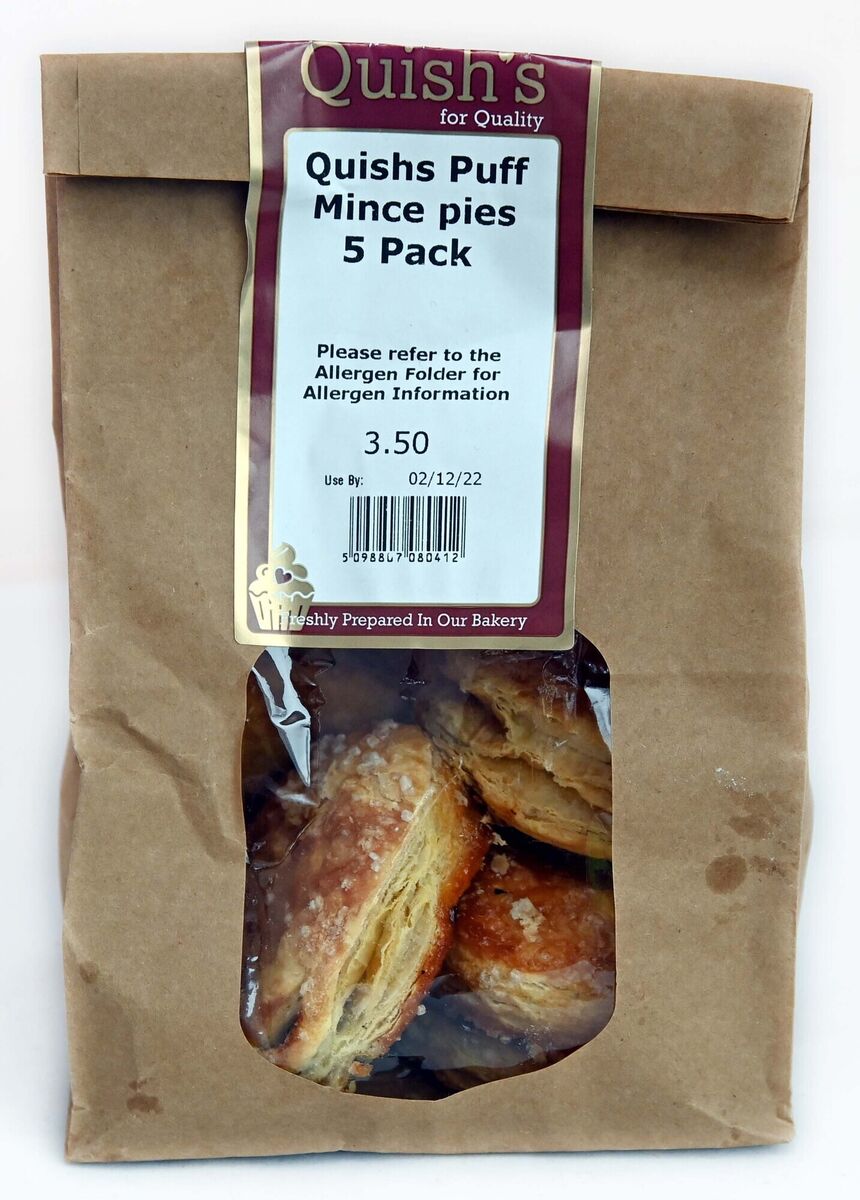 Quish's
for Quality
Quishs Puff
Mince pies
5 Pack
Please refer to the
Allergen Folder for
Allergen Information
3.50
Use By: 02/12/22
5 098867 080412
Freshly Prepared In Our Bakery